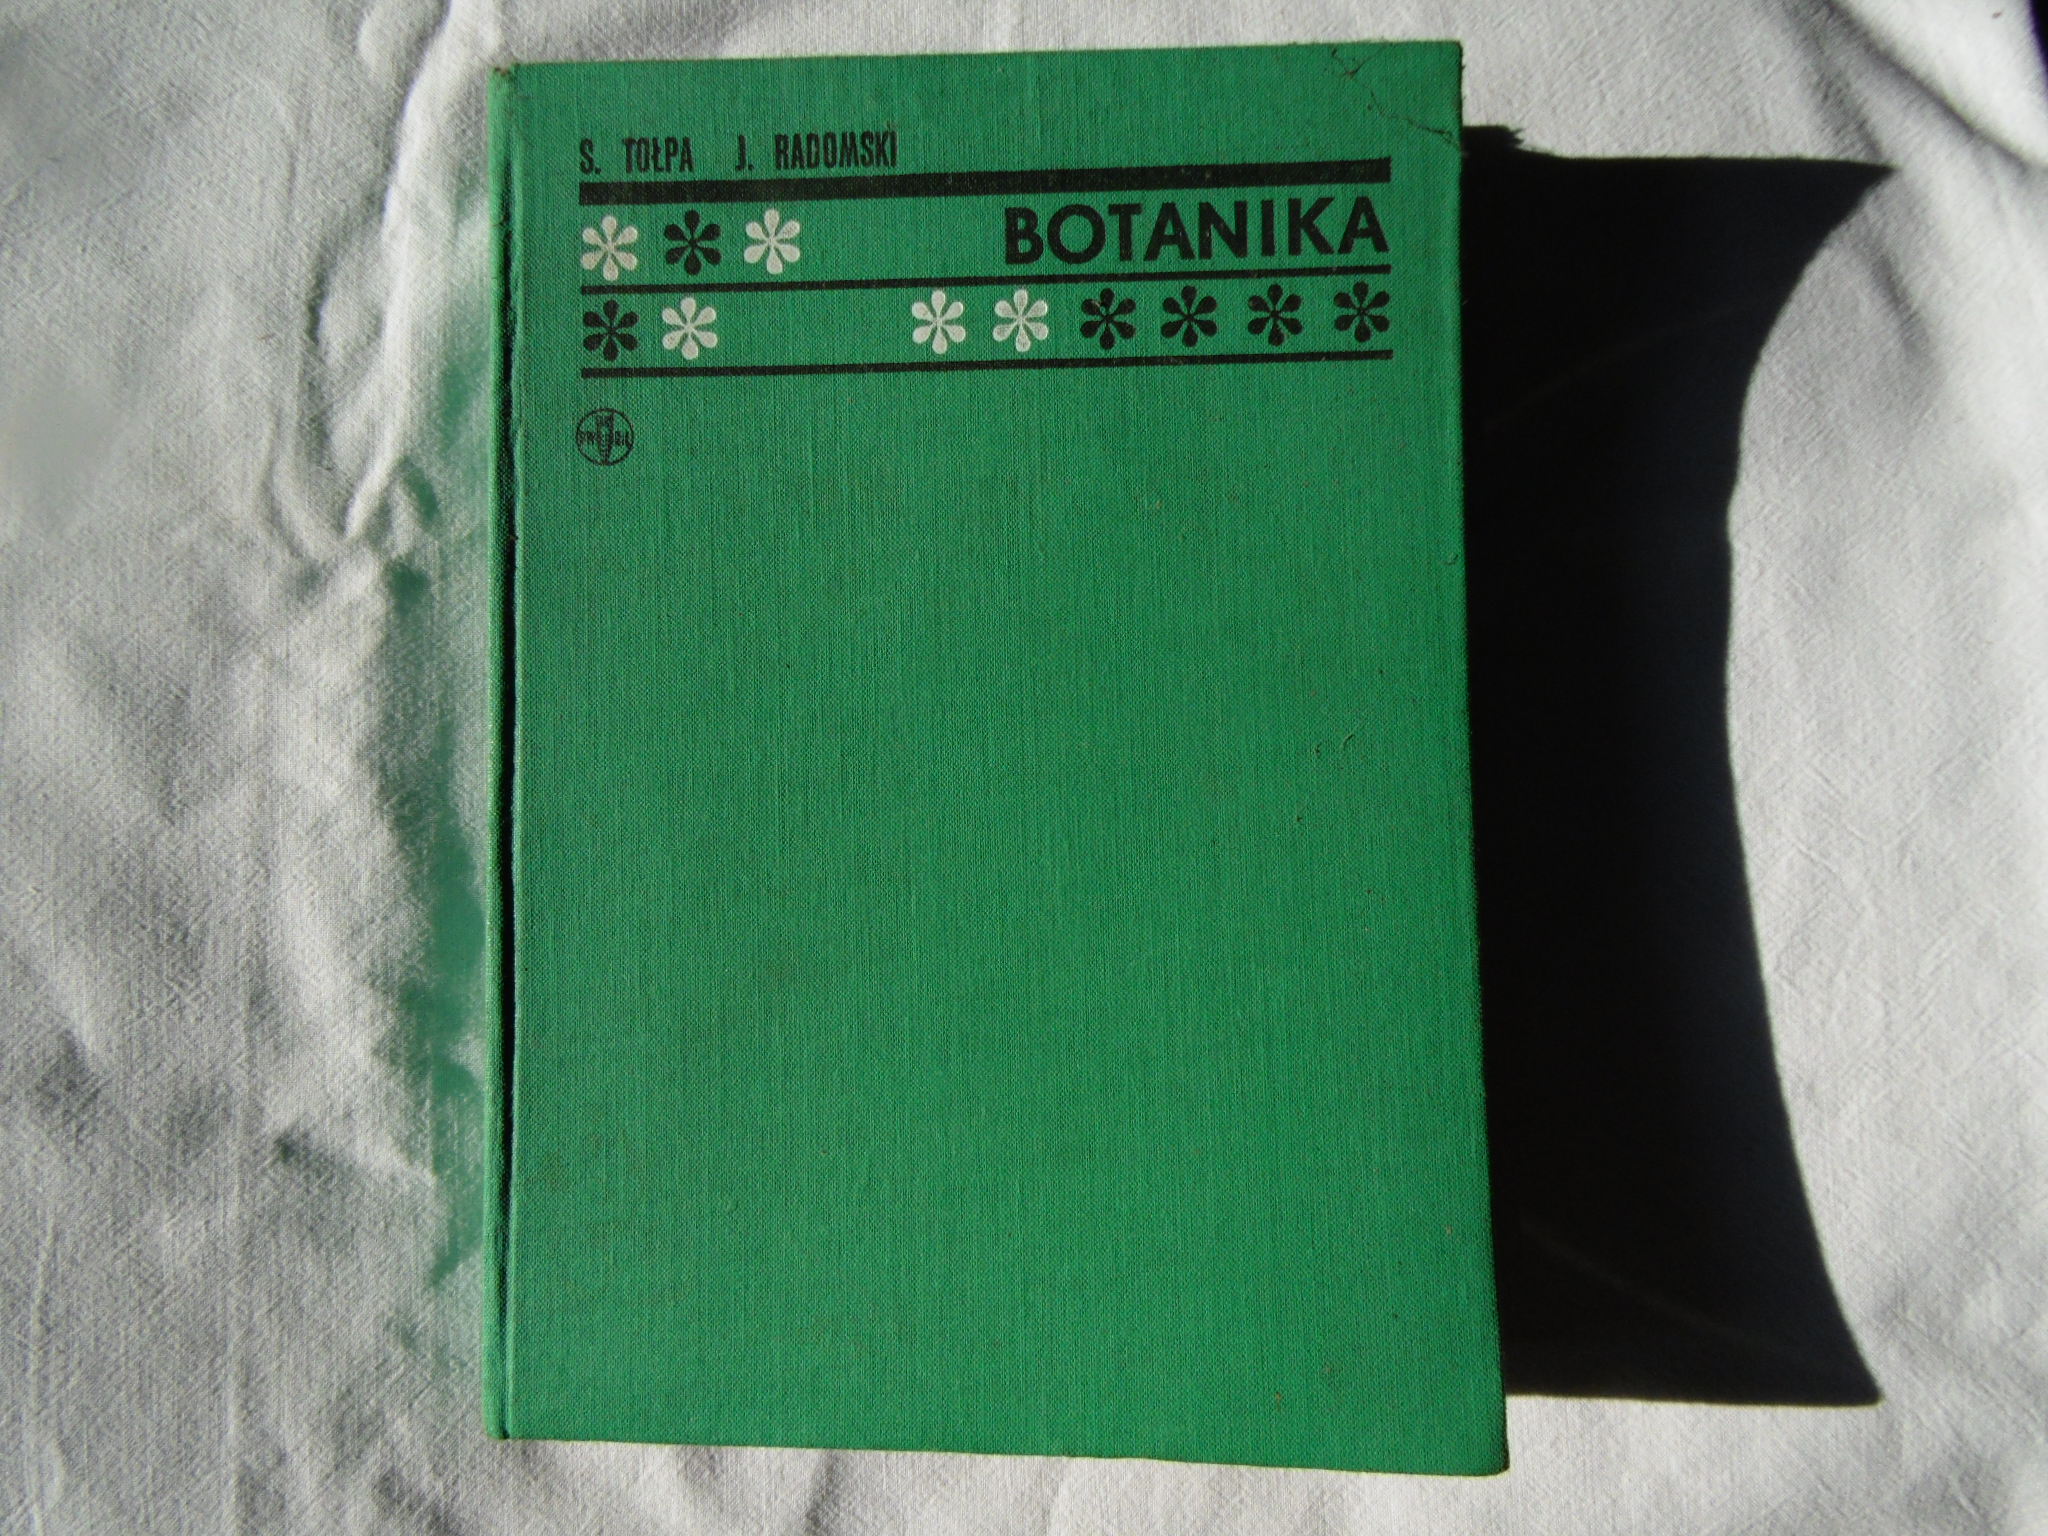 S. TOŁPA J. RADOMSKI
BOTANIKA